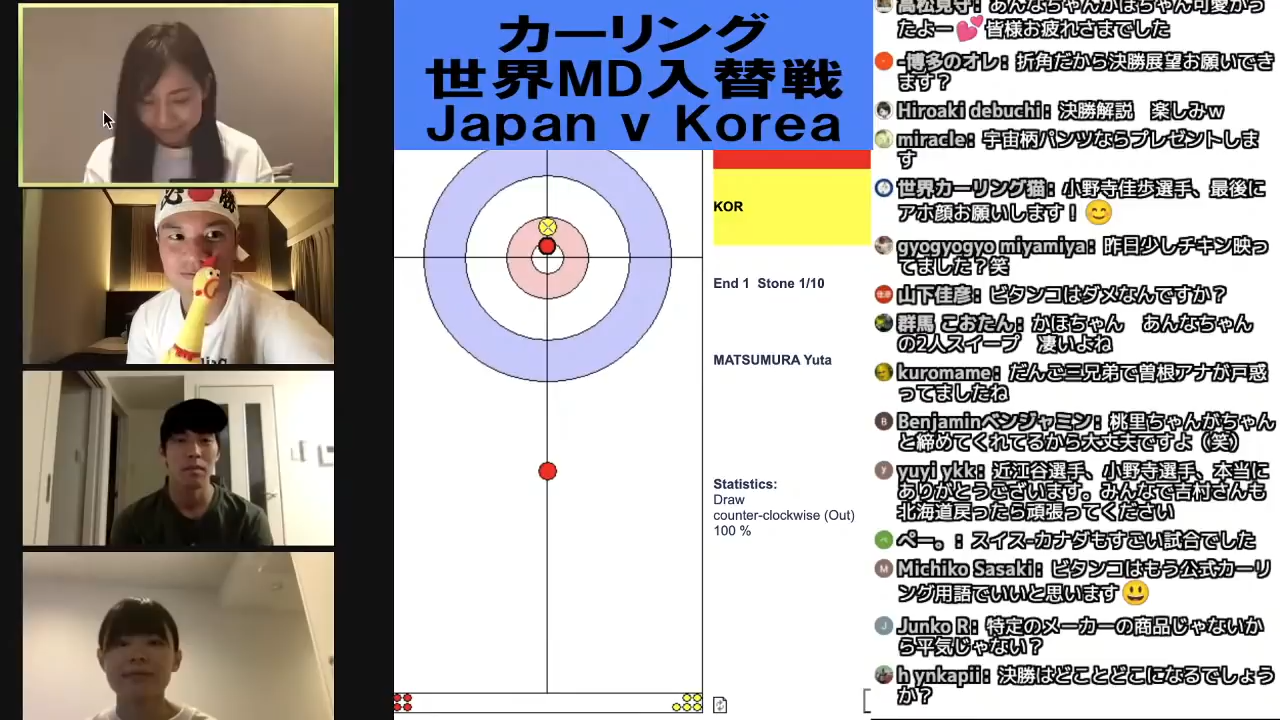 カーリング
世界MD入替戦
Japan v Korea
KOR
End 1 Stone 1/10
MATSUMURA Yuta
Statistics:
Draw
counter-clockwise (Out)
100 %
高松見守: あんなちゃんかほちゃん可愛かっ
たよー💕皆様お疲れさまでした
-博多のオレ: 折角だから決勝展望お願いでき
ます?
Hiroaki debuchi: 決勝解説 楽しみw
miracle: 宇宙柄パンツならプレゼントしま
す
世界カーリング猫: 小野寺佳歩選手、最後に
アホ顔お願いします!😊
gyogyogyo miyamiya: 昨日少しチキン映っ
てました?笑
山下佳彦: ビタンコはダメなんですか?
群馬 こおたん: かほちゃん あんなちゃん
の2人スイープ 凄いよね
kuromame: だんご三兄弟で曽根アナが戸惑
ってましたね
Benjaminベンジャミン: 桃里ちゃんがちゃん
と締めてくれてるから大丈夫ですよ(笑)
yuyi ykk: 近江谷選手、小野寺選手、本当に
ありがとうございます。みんなで吉村さんも
北海道戻ったら頑張ってください
ぺー。: スイス-カナダもすごい試合でした
Michiko Sasaki: ビタンコはもう公式カーリ
ング用語でいいと思います😃
Junko R: 特定のメーカーの商品じゃないか
ら平気じゃない?
h ynkapii: 決勝はどことどこになるでしょう
か?